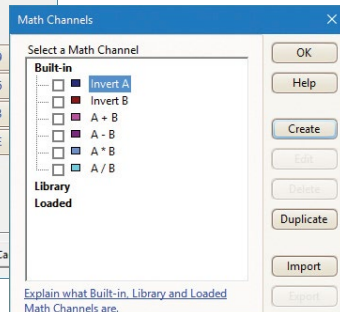 Math Channels
Select a Math Channel
Built-in
Invert A
Invert B
A + B
A - B
A * B
A / B
Library
Loaded
Explain what Built-in, Library and Loaded
Math Channels are.
OK
Help
Create
Edit
Delete
Duplicate
Import
Export